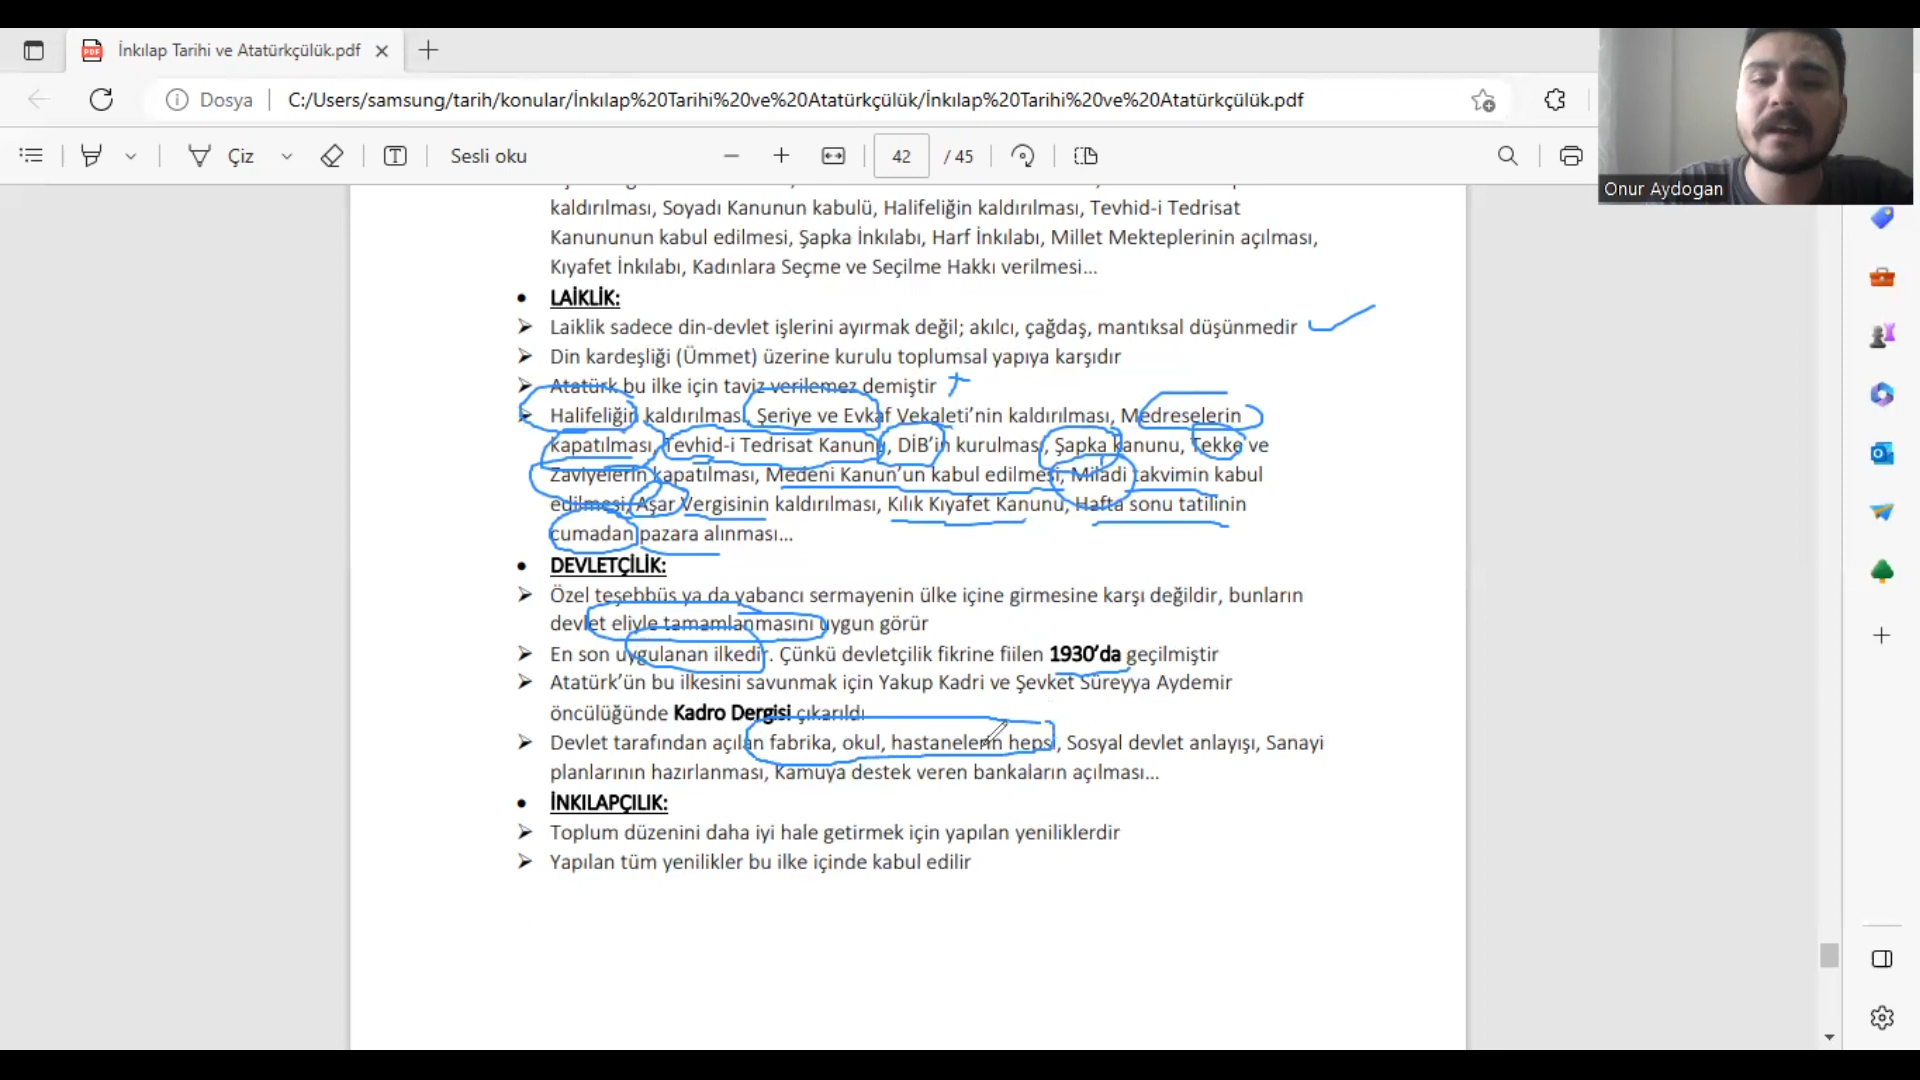 İnkılap Tarihi ve Atatürkçülük.pdf
Dosya
C:/Users/samsung/tarih/konular/İnkılap%20Tarihi%20ve%20Atatürkçülük/İnkılap%20Tarihi%20ve%20Atatürkçülük.pdf
Çiz
Sesli oku
42 / 45
Onur Aydogan
kaldırılması, Soyadı Kanunun kabulü, Halifeliğin kaldırılması, Tevhid-i Tedrisat
Kanununun kabul edilmesi, Şapka İnkılabı, Harf İnkılabı, Millet Mekteplerinin açılması,
Kıyafet İnkılabı, Kadınlara Seçme ve Seçilme Hakkı verilmesi...
• LAİKLİK:
➢ Laiklik sadece din-devlet işlerini ayırmak değil; akılcı, çağdaş, mantıksal düşünmedir
➢ Din kardeşliği (Ümmet) üzerine kurulu toplumsal yapıya karşıdır
➢ Atatürk bu ilke için taviz verilemez demiştir
➢ Halifeliğin kaldırılması, Şeriye ve Evkaf Vekaleti’nin kaldırılması, Medreselerin
kapatılması, Tevhid-i Tedrisat Kanunu, DİB’in kurulması, Şapka kanunu, Tekke ve
Zaviyelerin kapatılması, Medeni Kanun’un kabul edilmesi, Miladi takvimin kabul
edilmesi, Aşar Vergisinin kaldırılması, Kılık Kıyafet Kanunu, Hafta sonu tatilinin
cumadan pazara alınması...
• DEVLETÇİLİK:
➢ Özel teşebbüs ya da yabancı sermayenin ülke içine girmesine karşı değildir, bunların
devlet eliyle tamamlanmasını uygun görür
➢ En son uygulanan ilkedir. Çünkü devletçilik fikrine fiilen 1930’da geçilmiştir
➢ Atatürk’ün bu ilkesini savunmak için Yakup Kadri ve Şevket Süreyya Aydemir
öncülüğünde Kadro Dergisi çıkarıldı
➢ Devlet tarafından açılan fabrika, okul, hastanelerin hepsi, Sosyal devlet anlayışı, Sanayi
planlarının hazırlanması, Kamuya destek veren bankaların açılması...
• İNKILAPÇILIK:
➢ Toplum düzenini daha iyi hale getirmek için yapılan yeniliklerdir
➢ Yapılan tüm yenilikler bu ilke içinde kabul edilir